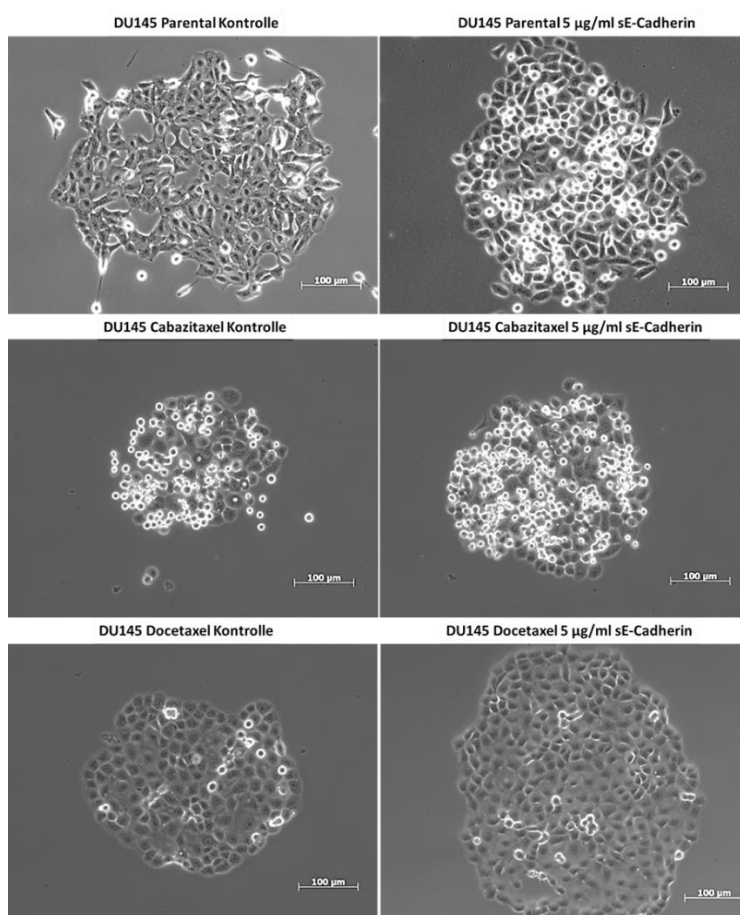 DU145 Parental Kontrolle
DU145 Parental 5 µg/ml sE-Cadherin
100 µm
100 µm
DU145 Cabazitaxel Kontrolle
DU145 Cabazitaxel 5 µg/ml sE-Cadherin
100 µm
100 µm
DU145 Docetaxel Kontrolle
DU145 Docetaxel 5 µg/ml sE-Cadherin
100 µm
100 µm